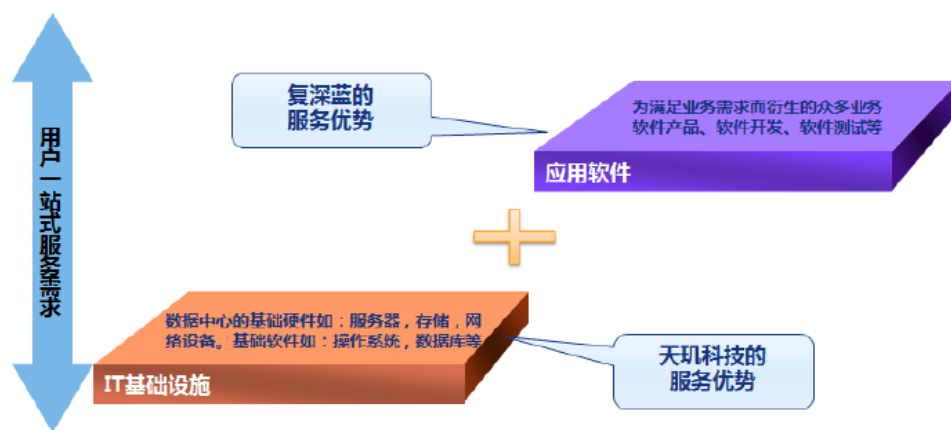 复深蓝的
服务优势
为满足业务需求而衍生的众多业务
软件产品、软件开发、软件测试等
应用软件
用户一站式服务需求
数据中心的基础硬件如：服务器，存储，网
络设备。基础软件如：操作系统，数据库等
IT基础设施
天玑科技的
服务优势